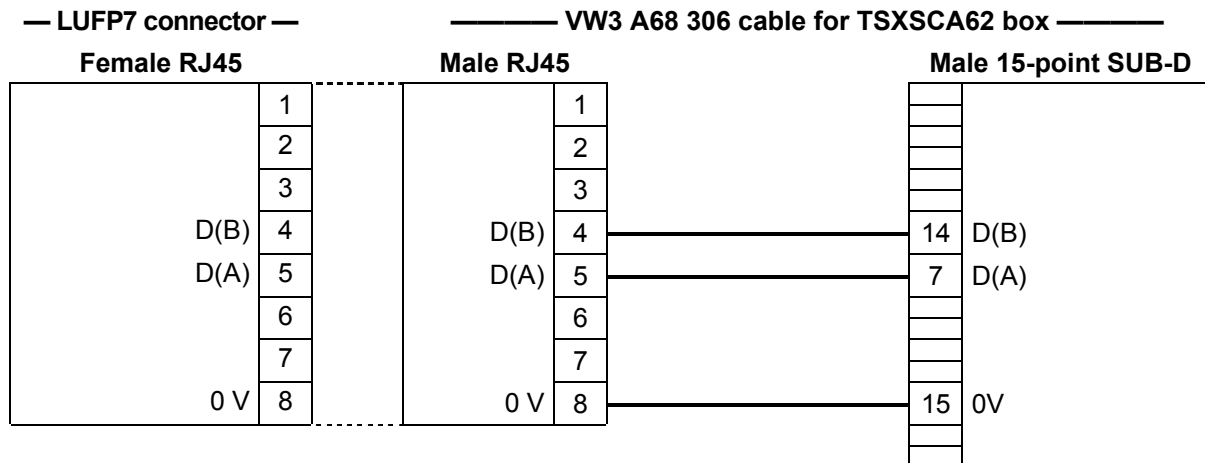 — LUFP7 connector — ———— VW3 A68 306 cable for TSXSCA62 box ————
Female RJ45 Male RJ45 Male 15-point SUB-D
1 1
2 2
3 3
D(B) 4 D(B) 4 14 D(B)
D(A) 5 D(A) 5 7 D(A)
6 6
7 7
0 V 8 0 V 8 15 0V